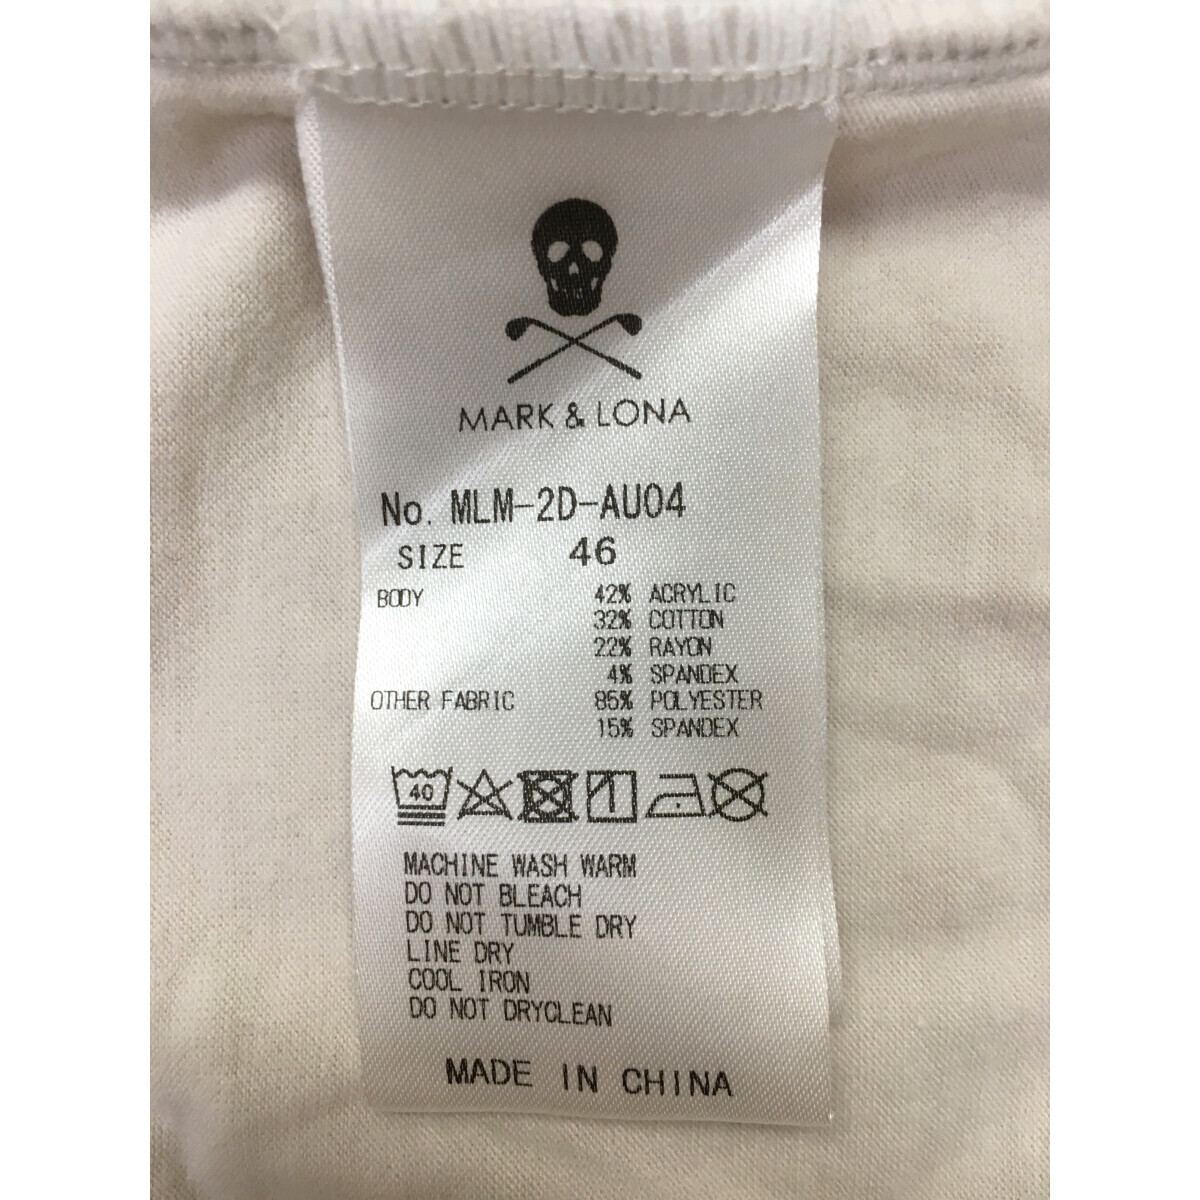 MARK & LONA
No. MLM-2D-AU04
SIZE 46
BODY 42% ACRYLIC
32% COTTON
22% RAYON
4% SPANDEX
OTHER FABRIC 85% POLYESTER
15% SPANDEX
40
MACHINE WASH WARM
DO NOT BLEACH
DO NOT TUMBLE DRY
LINE DRY
COOL IRON
DO NOT DRYCLEAN
MADE IN CHINA